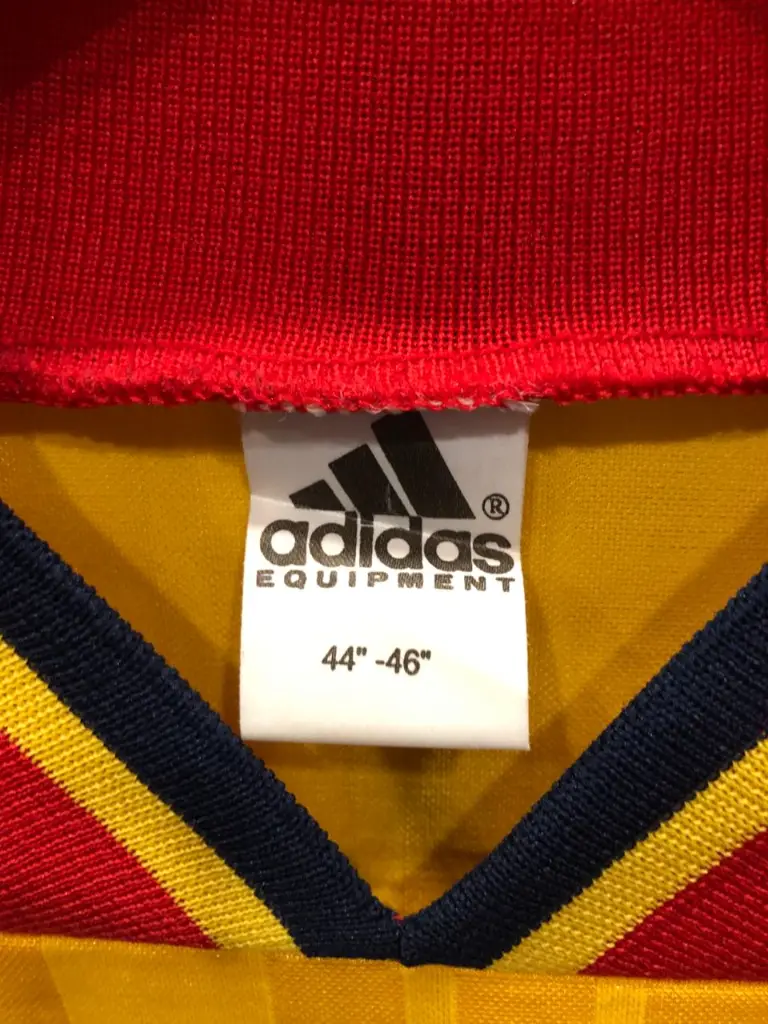 ®
adidas
EQUIPMENT
44" -46"